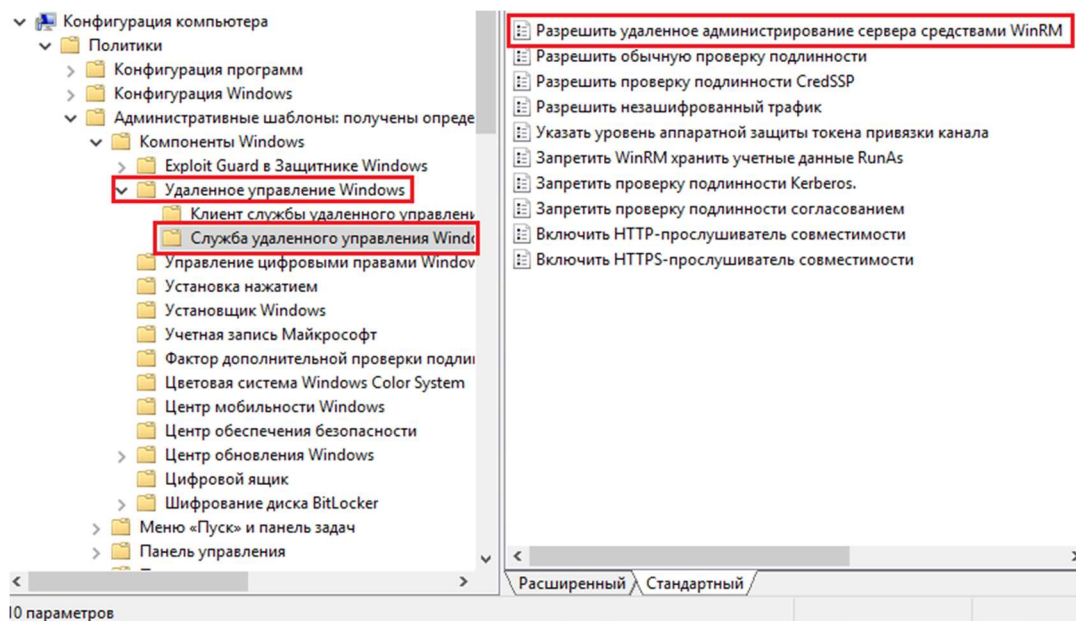 Конфигурация компьютера
Политики
Конфигурация программ
Конфигурация Windows
Административные шаблоны: получены опреде
Компоненты Windows
Exploit Guard в Защитнике Windows
Удаленное управление Windows
Клиент службы удаленного управлени
Служба удаленного управления Windo
Управление цифровыми правами Window
Установка нажатием
Установщик Windows
Учетная запись Майкрософт
Фактор дополнительной проверки подли
Цветовая система Windows Color System
Центр мобильности Windows
Центр обеспечения безопасности
Центр обновления Windows
Цифровой ящик
Шифрование диска BitLocker
Меню «Пуск» и панель задач
Панель управления
Разрешить удаленное администрирование сервера средствами WinRM
Разрешить обычную проверку подлинности
Разрешить проверку подлинности CredSSP
Разрешить незашифрованный трафик
Указать уровень аппаратной защиты токена привязки канала
Запретить WinRM хранить учетные данные RunAs
Запретить проверку подлинности Kerberos.
Запретить проверку подлинности согласованием
Включить HTTP-прослушиватель совместимости
Включить HTTPS-прослушиватель совместимости
Расширенный Стандартный
10 параметров